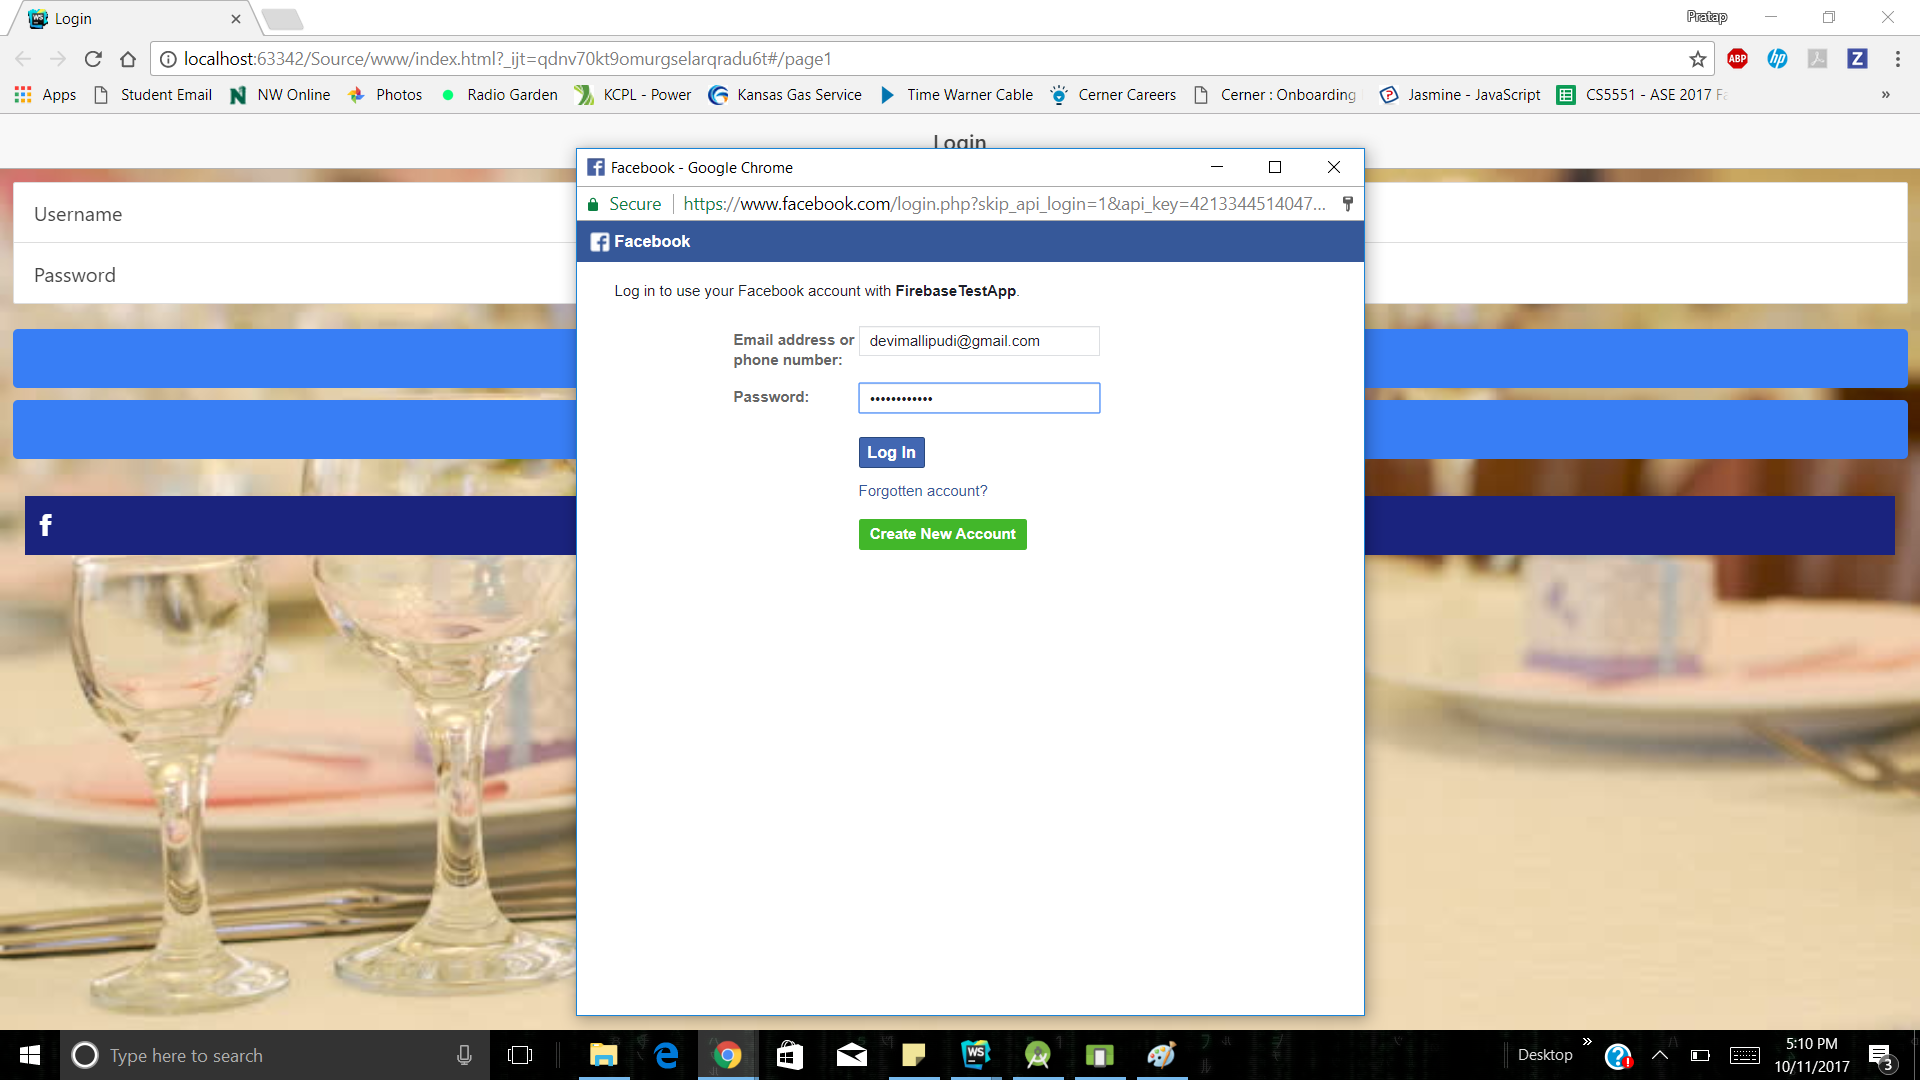 Login
Pratap
localhost:63342/Source/www/index.html?_ijt=qdnv70kt9omurgselarqradu6t#/page1
ABP
hp
Z
Apps
Student Email
NW Online
Photos
Radio Garden
KCPL - Power
Kansas Gas Service
Time Warner Cable
Cerner Careers
Cerner : Onboarding
Jasmine - JavaScript
CS5551 - ASE 2017 Fa
»
Login
Username
Password
f
Facebook - Google Chrome
Secure
https://www.facebook.com/login.php?skip_api_login=1&api_key=4213344514047...
Facebook
Log in to use your Facebook account with FirebaseTestApp.
Email address or
phone number:
devimallipudi@gmail.com
Password:
••••••••••••
Log In
Forgotten account?
Create New Account
Type here to search
WS
Desktop
»
5:10 PM
10/11/2017
3